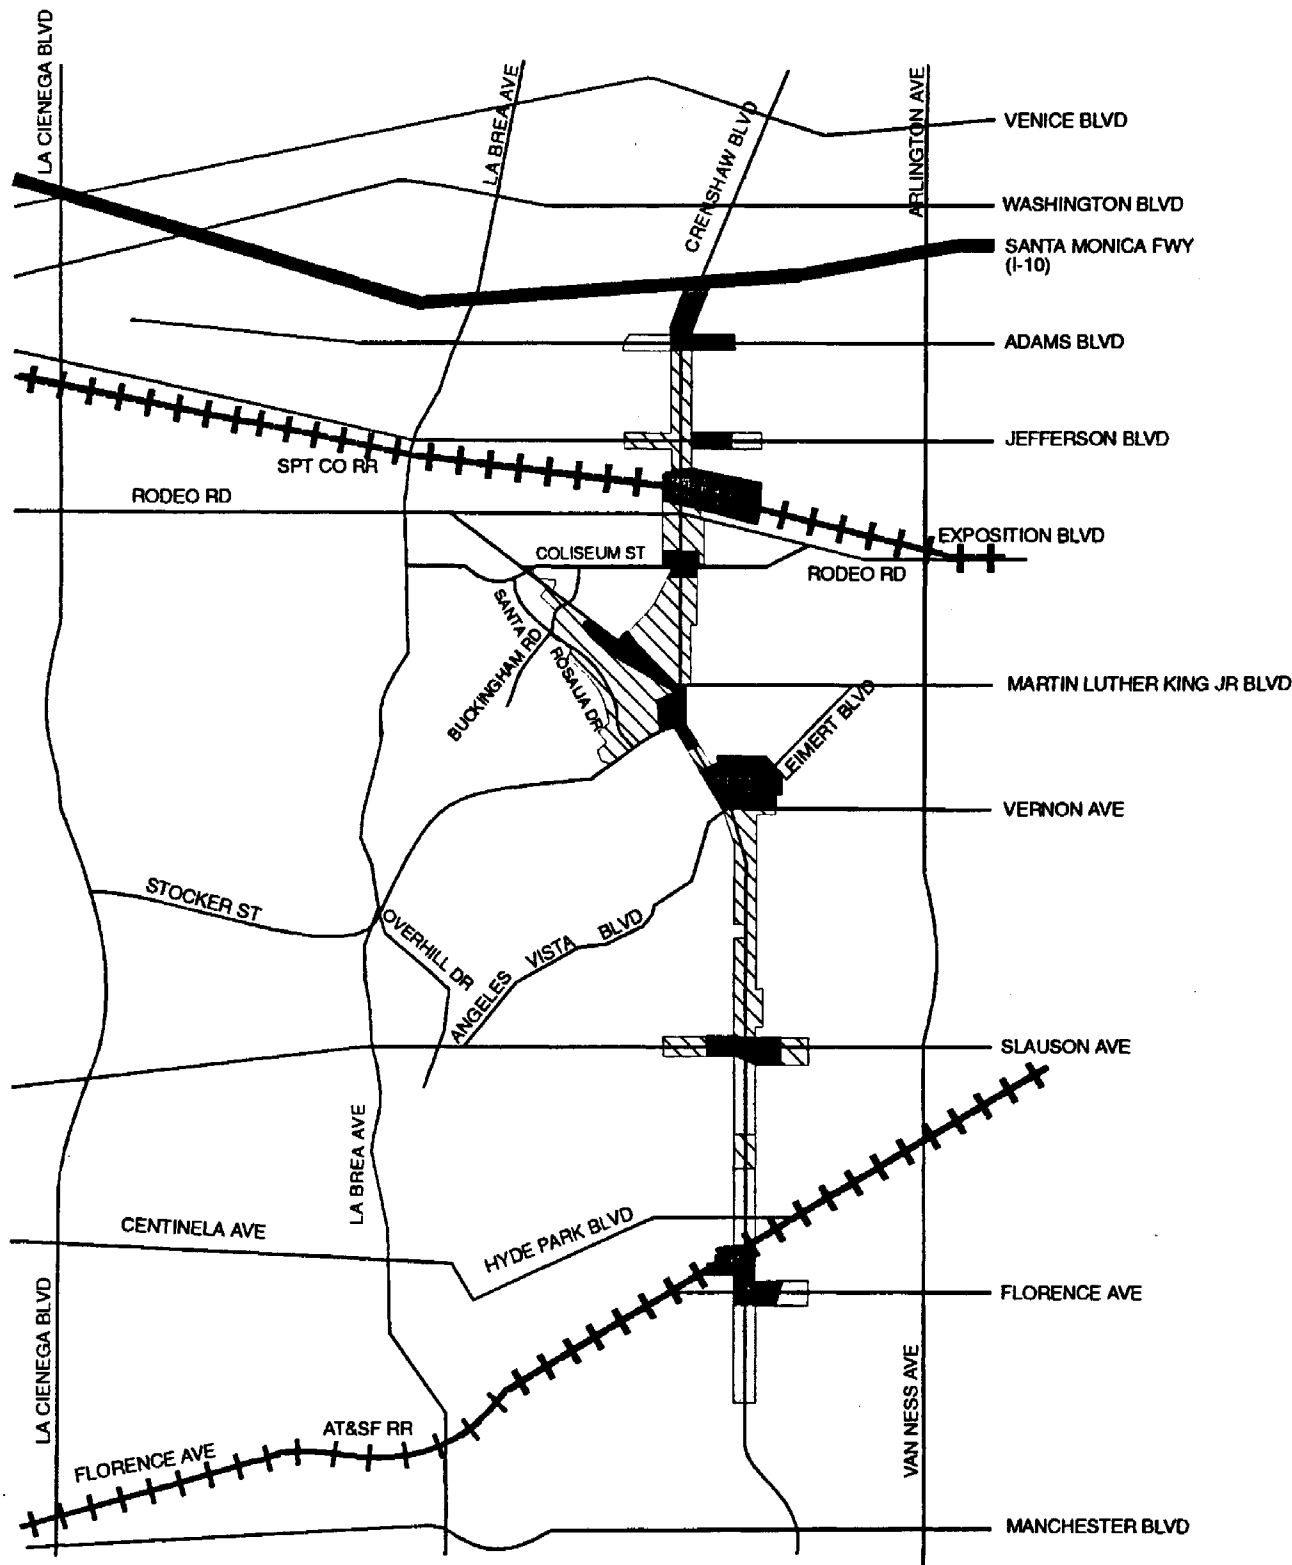 LA CIENEGA BLVD
LA BREA AVE
CRENSHAW BLVD
ARLINGTON AVE
VENICE BLVD
WASHINGTON BLVD
SANTA MONICA FWY
(I-10)
ADAMS BLVD
JEFFERSON BLVD
SPT CO RR
RODEO RD
EXPOSITION BLVD
COLISEUM ST
RODEO RD
SANTA
ROSAUA DR
BUCKINGHAM RD
MARTIN LUTHER KING JR BLVD
EIMERT BLVD
VERNON AVE
STOCKER ST
OVERHILL DR
ANGELES VISTA BLVD
SLAUSON AVE
LA BREA AVE
CENTINELA AVE
HYDE PARK BLVD
FLORENCE AVE
LA CIENEGA BLVD
VAN NESS AVE
AT&SF RR
FLORENCE AVE
MANCHESTER BLVD